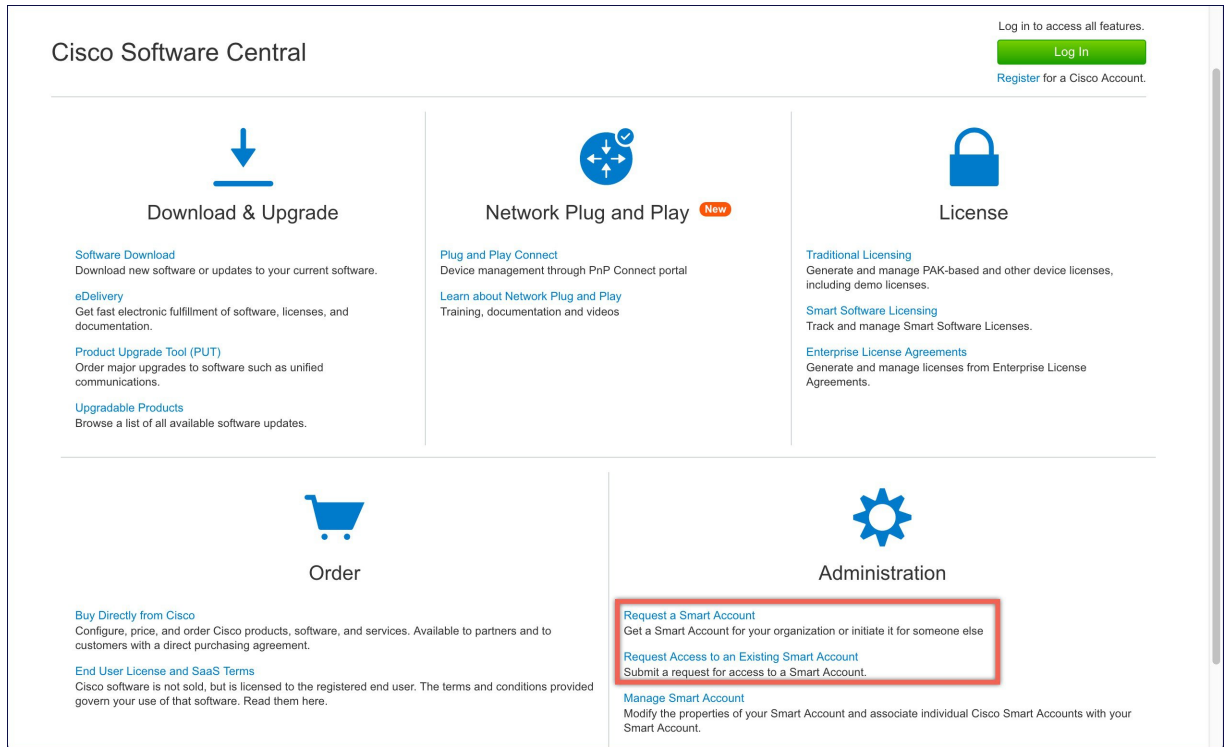 Log in to access all features.
Cisco Software Central
Log In
Register for a Cisco Account.
Download & Upgrade
Software Download
Download new software or updates to your current software.
eDelivery
Get fast electronic fulfillment of software, licenses, and
documentation.
Product Upgrade Tool (PUT)
Order major upgrades to software such as unified
communications.
Upgradable Products
Browse a list of all available software updates.
Network Plug and Play New
Plug and Play Connect
Device management through PnP Connect portal
Learn about Network Plug and Play
Training, documentation and videos
License
Traditional Licensing
Generate and manage PAK-based and other device licenses,
including demo licenses.
Smart Software Licensing
Track and manage Smart Software Licenses.
Enterprise License Agreements
Generate and manage licenses from Enterprise License
Agreements.
Order
Buy Directly from Cisco
Configure, price, and order Cisco products, software, and services. Available to partners and to
customers with a direct purchasing agreement.
End User License and SaaS Terms
Cisco software is not sold, but is licensed to the registered end user. The terms and conditions provided
govern your use of that software. Read them here.
Administration
Request a Smart Account
Get a Smart Account for your organization or initiate it for someone else
Request Access to an Existing Smart Account
Submit a request for access to a Smart Account.
Manage Smart Account
Modify the properties of your Smart Account and associate individual Cisco Smart Accounts with your
Smart Account.